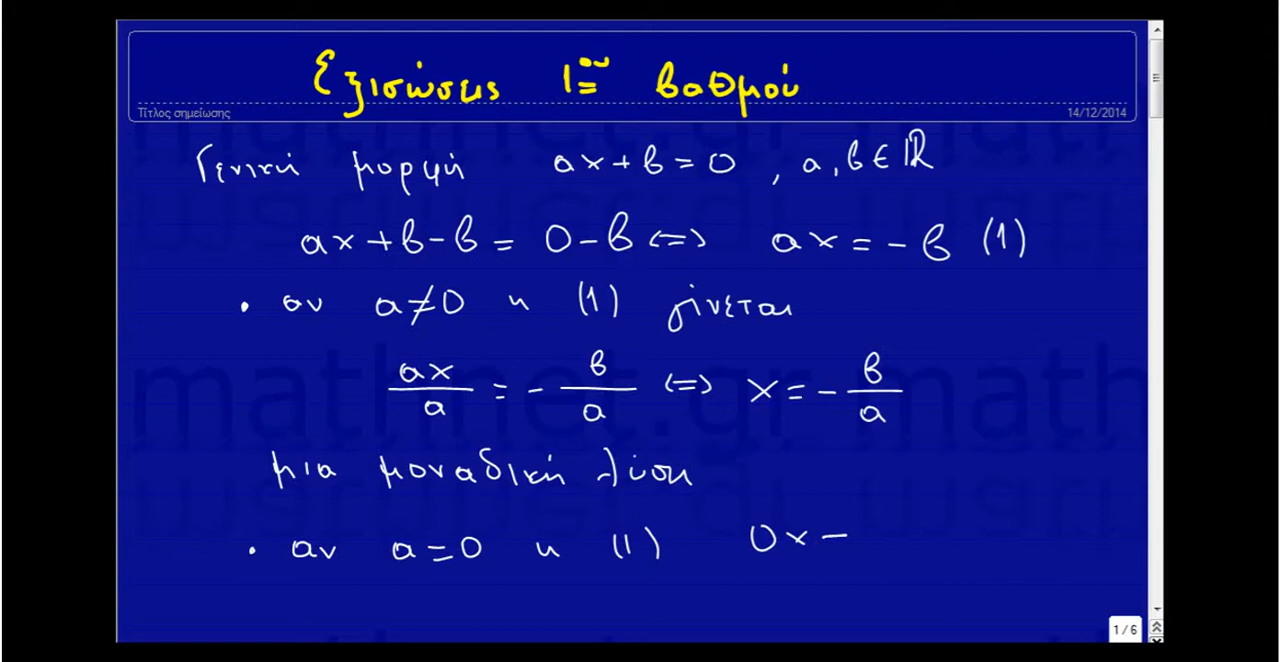 Εξισώσεις 1ου βαθμού
Τίτλος σημείωσης 14/12/2014
Γενική μορφή αx + β = 0 , α, β ∈ ℝ
αx + β - β = 0 - β <=> αx = - β (1)
• αν α ≠ 0 η (1) γίνεται
αx/α = - β/α <=> x = - β/α
μια μοναδική λύση
• αν α = 0 η (1) 0x -
1 / 6